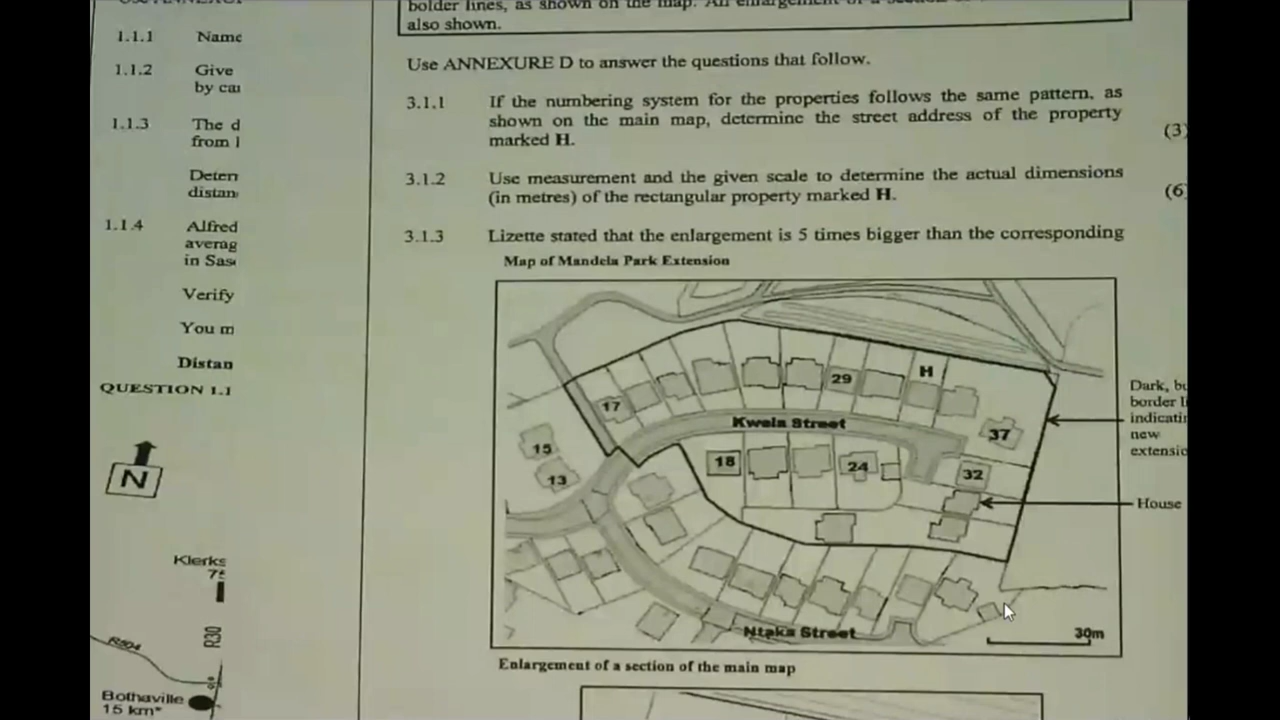 1.1.1 Name
1.1.2 Give
by
1.1.3 The
from
distan
1.1.4 Alfred
averag
in
Verify
You
Distan
QUESTION 1.1
N
Klerks
R30
R504
Bothaville
15 km*
bolder lines, as shown on the map. An enlargement of a section
also shown.
Use ANNEXURE D to answer the questions that follow.
3.1.1 If the numbering system for the properties follows the same pattern, as
shown on the main map, determine the street address of the property
marked H. (3)
3.1.2 Use measurement and the given scale to determine the actual dimensions
(in metres) of the rectangular property marked H. (6)
3.1.3 Lizette stated that the enlargement is 5 times bigger than the corresponding
Map of Mandela Park Extension
H
29
17
Kwela Street
37
15
13
18
24
32
Ntaka Street
30m
Dark,
border
indicatin
new
extensio
House
Enlargement of a section of the main map